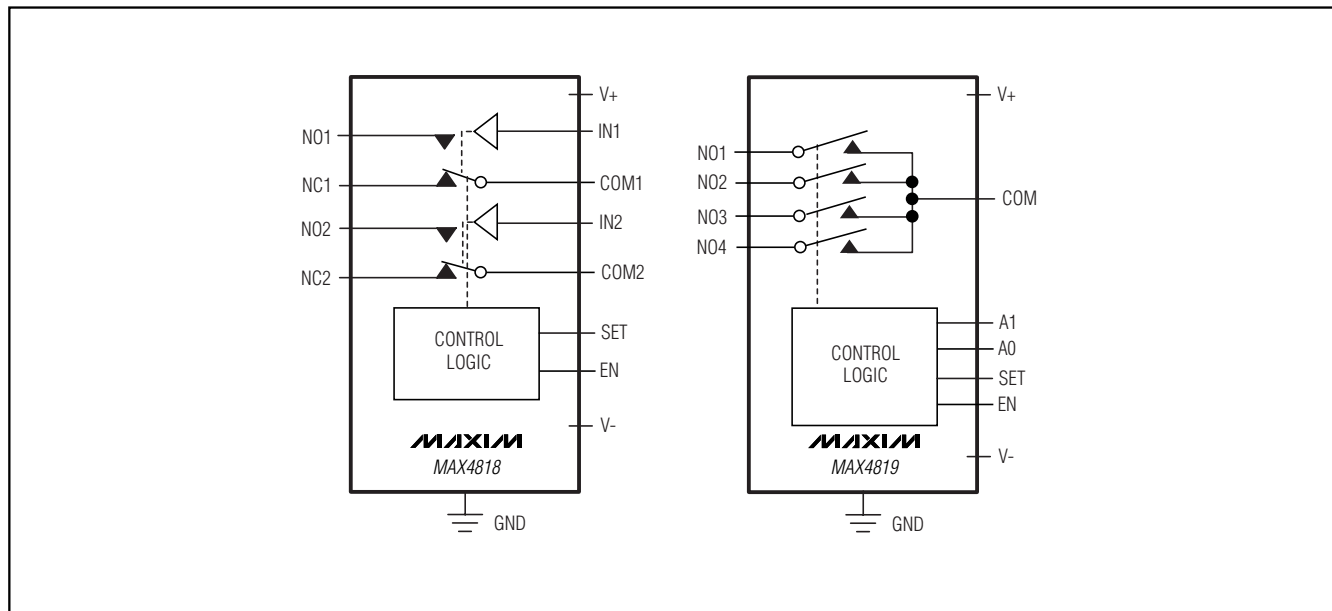 V+
NO1
IN1
NC1
COM1
NO2
IN2
NC2
COM2
CONTROL
LOGIC
SET
EN
V-
MAXIM
MAX4818
GND
V+
NO1
NO2
NO3
NO4
COM
CONTROL
LOGIC
A1
A0
SET
EN
MAXIM
MAX4819
V-
GND